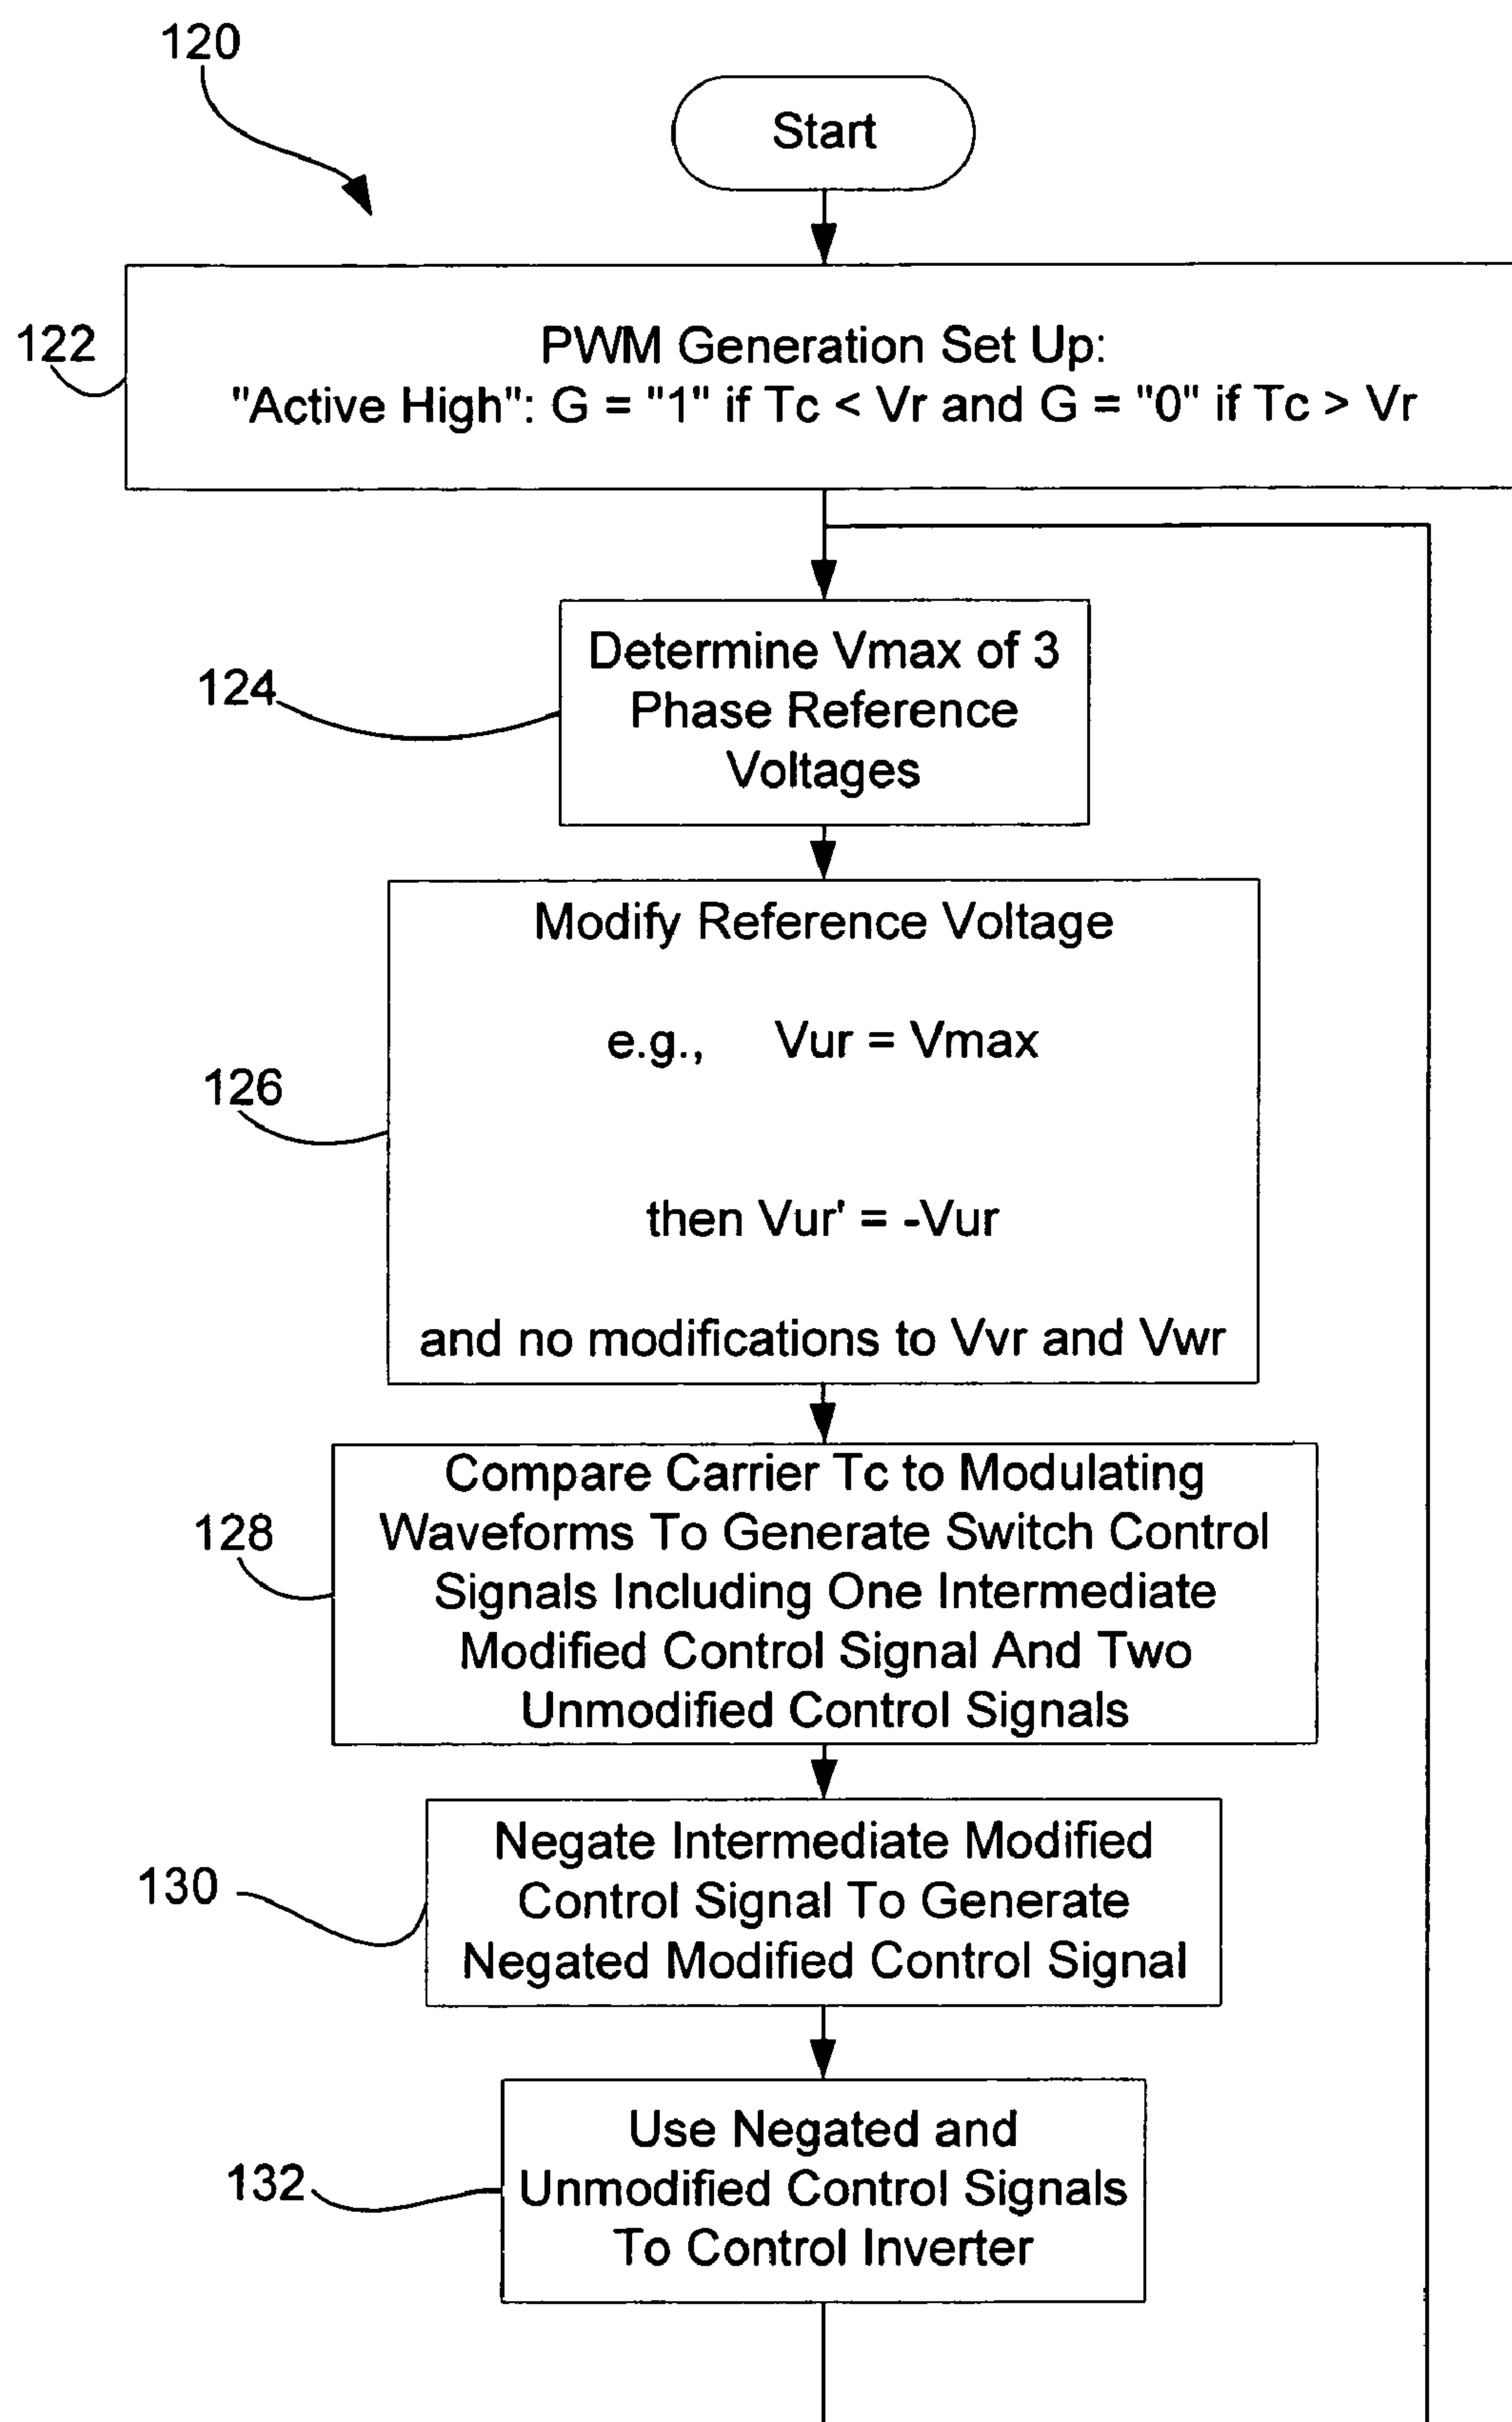 120
Start
122
PWM Generation Set Up:
"Active High": G = "1" if Tc < Vr and G = "0" if Tc > Vr
124
Determine Vmax of 3
Phase Reference
Voltages
126
Modify Reference Voltage
e.g., Vur = Vmax
then Vur' = -Vur
and no modifications to Vvr and Vwr
128
Compare Carrier Tc to Modulating
Waveforms To Generate Switch Control
Signals Including One Intermediate
Modified Control Signal And Two
Unmodified Control Signals
130
Negate Intermediate Modified
Control Signal To Generate
Negated Modified Control Signal
132
Use Negated and
Unmodified Control Signals
To Control Inverter